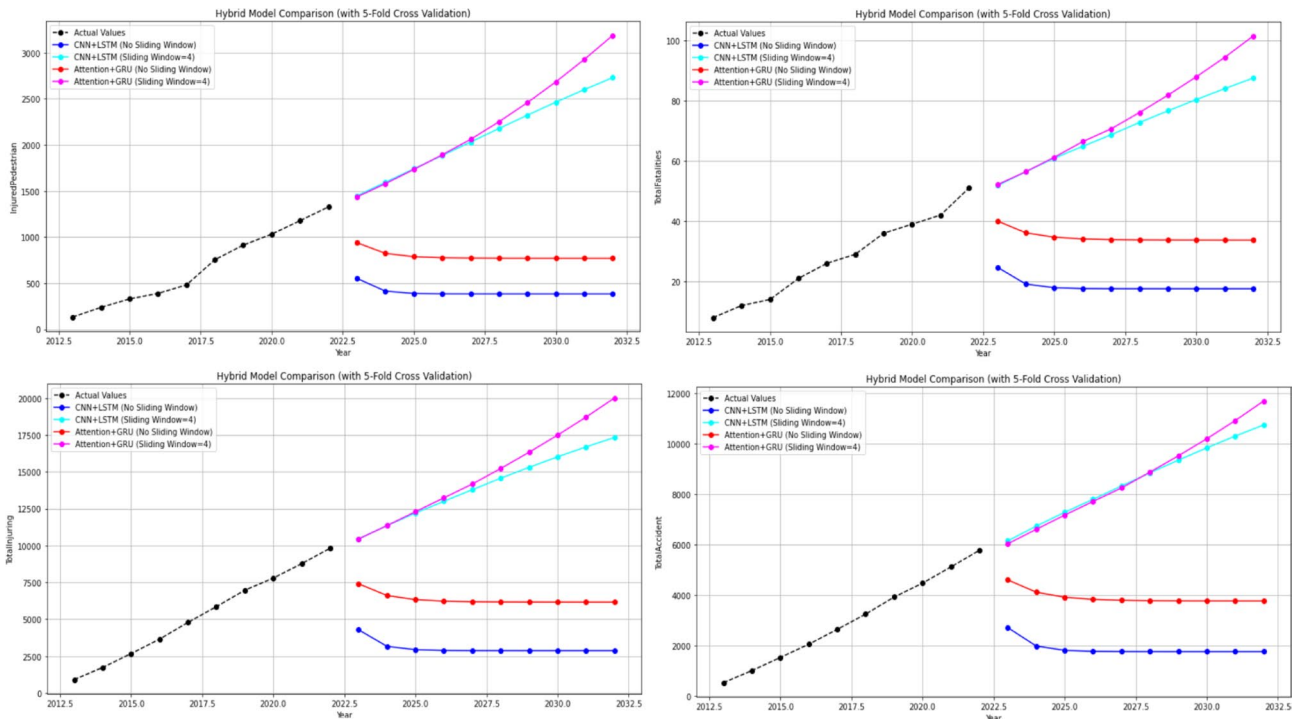 Hybrid Model Comparison (with 5-Fold Cross Validation)
Actual Values
CNN+LSTM (No Sliding Window)
CNN+LSTM (Sliding Window=4)
Attention+GRU (No Sliding Window)
Attention+GRU (Sliding Window=4)
InjuredPedestrian
3000
2500
2000
1500
1000
500
0
2012.5 2015.0 2017.5 2020.0 2022.5 2025.0 2027.5 2030.0 2032.5
Year
Hybrid Model Comparison (with 5-Fold Cross Validation)
Actual Values
CNN+LSTM (No Sliding Window)
CNN+LSTM (Sliding Window=4)
Attention+GRU (No Sliding Window)
Attention+GRU (Sliding Window=4)
TotalFatalities
100
80
60
40
20
2012.5 2015.0 2017.5 2020.0 2022.5 2025.0 2027.5 2030.0 2032.5
Year
Hybrid Model Comparison (with 5-Fold Cross Validation)
Actual Values
CNN+LSTM (No Sliding Window)
CNN+LSTM (Sliding Window=4)
Attention+GRU (No Sliding Window)
Attention+GRU (Sliding Window=4)
TotalInjuring
20000
17500
15000
12500
10000
7500
5000
2500
0
2012.5 2015.0 2017.5 2020.0 2022.5 2025.0 2027.5 2030.0 2032.5
Year
Hybrid Model Comparison (with 5-Fold Cross Validation)
Actual Values
CNN+LSTM (No Sliding Window)
CNN+LSTM (Sliding Window=4)
Attention+GRU (No Sliding Window)
Attention+GRU (Sliding Window=4)
TotalAccident
12000
10000
8000
6000
4000
2000
0
2012.5 2015.0 2017.5 2020.0 2022.5 2025.0 2027.5 2030.0 2032.5
Year